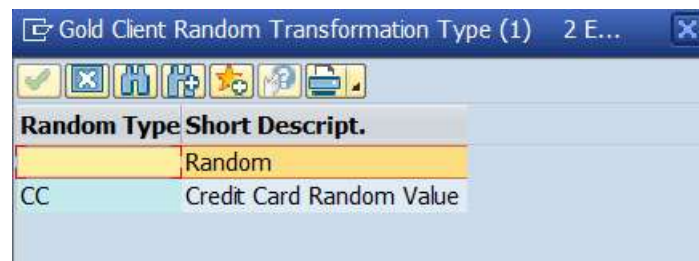 Gold Client Random Transformation Type (1) 2 E...
Random Type Short Descript.
Random
CC Credit Card Random Value